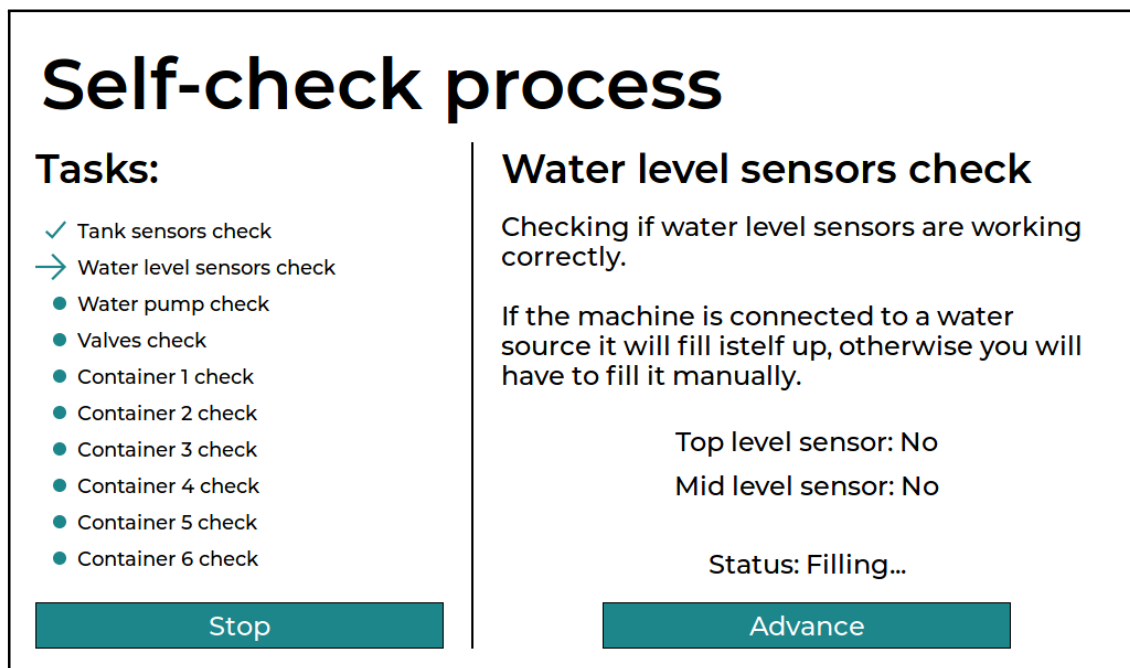 Self-check process
Tasks:
Tank sensors check
Water level sensors check
Water pump check
Valves check
Container 1 check
Container 2 check
Container 3 check
Container 4 check
Container 5 check
Container 6 check
Stop
Water level sensors check
Checking if water level sensors are working
correctly.
If the machine is connected to a water
source it will fill istelf up, otherwise you will
have to fill it manually.
Top level sensor: No
Mid level sensor: No
Status: Filling...
Advance